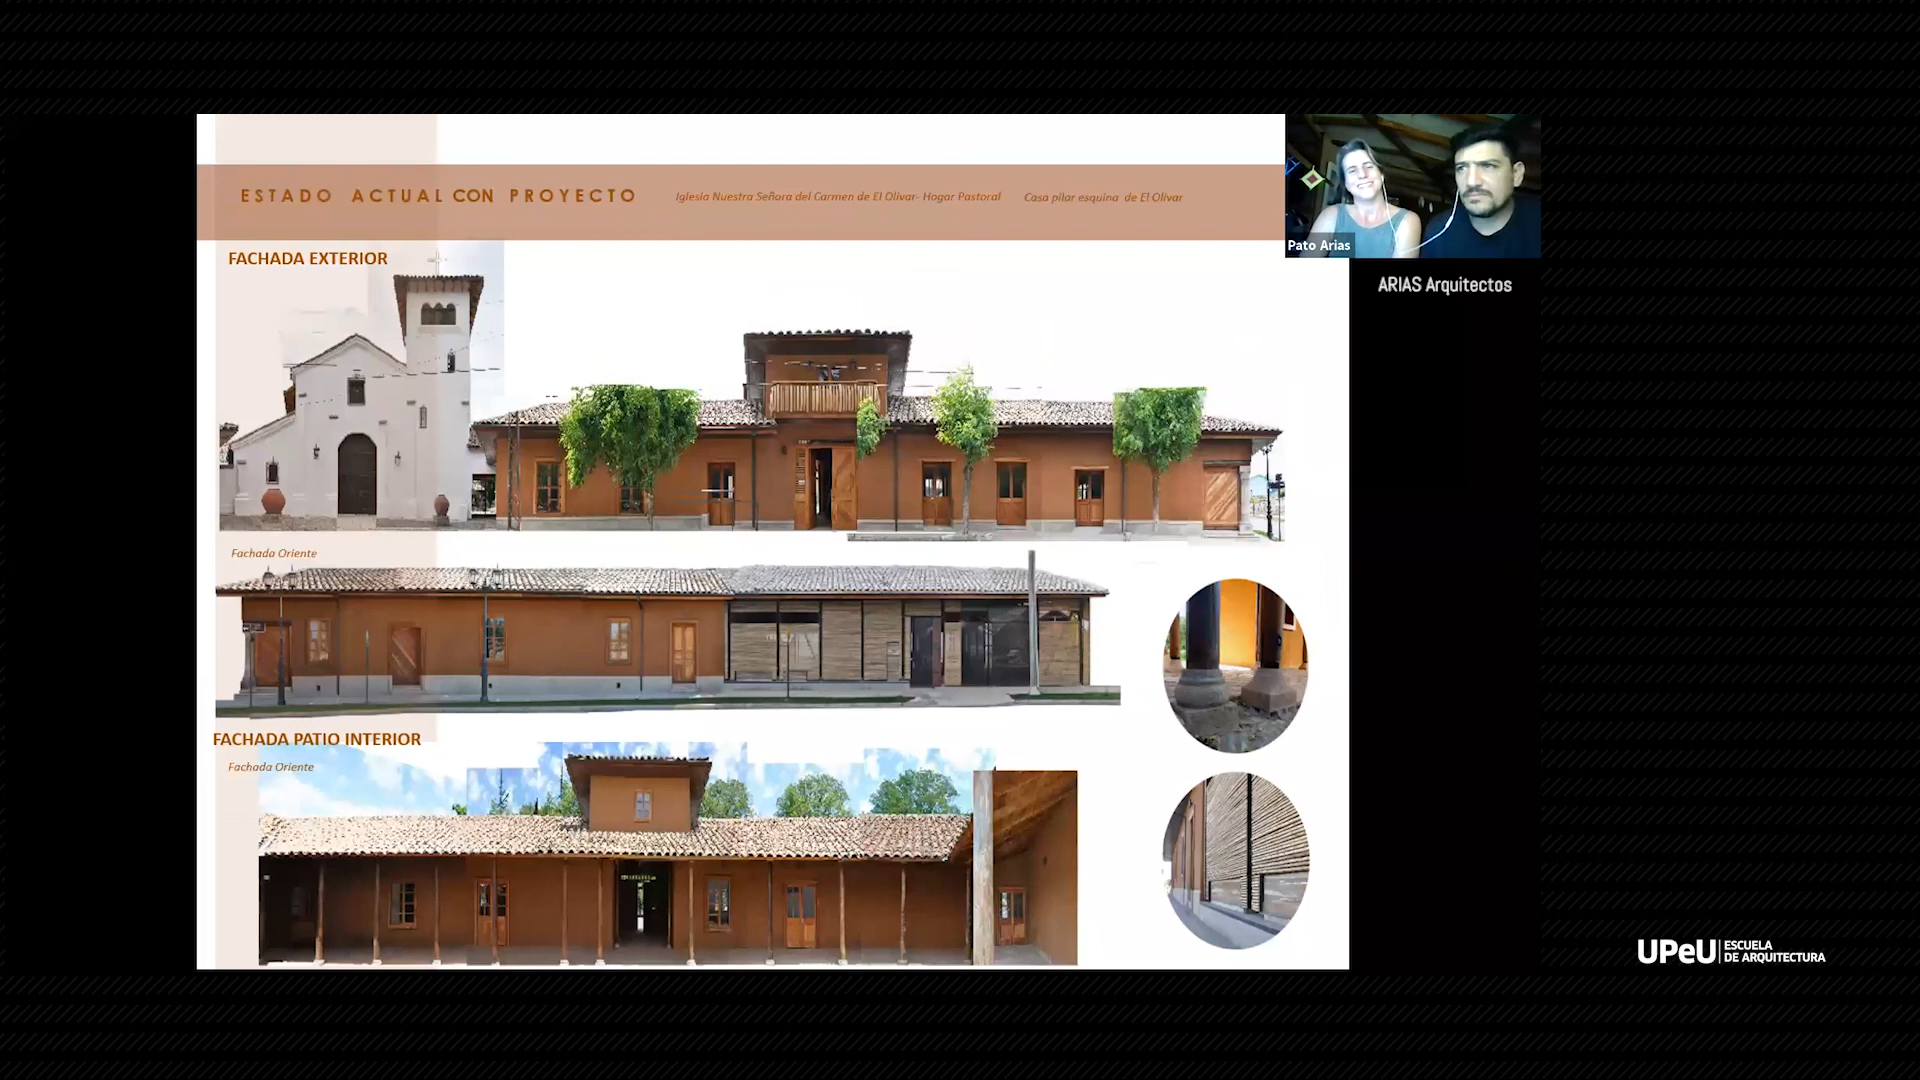 ESTADO ACTUAL CON PROYECTO
Iglesia Nuestra Señora del Carmen de El Olivar- Hogar Pastoral
Casa pilar esquina de El Olivar
Pato Arias
ARIAS Arquitectos
FACHADA EXTERIOR
Fachada Oriente
FACHADA PATIO INTERIOR
Fachada Oriente
UPeU
ESCUELA
DE ARQUITECTURA